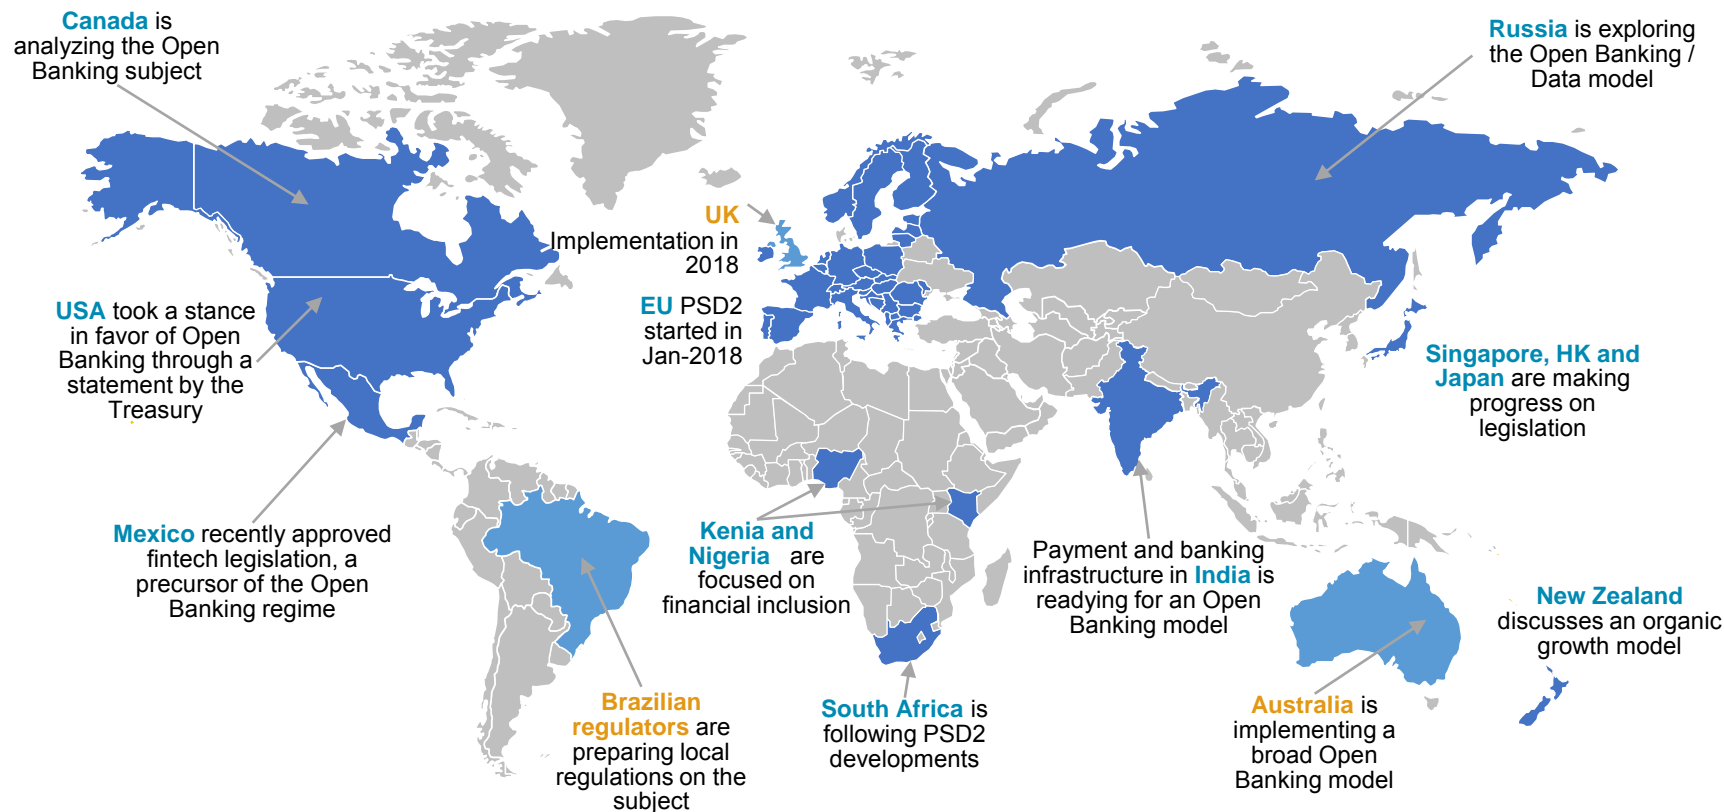 Canada is
analyzing the Open
Banking subject
Russia is exploring
the Open Banking /
Data model
UK
Implementation in
2018
EU PSD2
started in
Jan-2018
USA took a stance
in favor of Open
Banking through a
statement by the
Treasury
Singapore, HK and
Japan are making
progress on
legislation
Mexico recently approved
fintech legislation, a
precursor of the Open
Banking regime
Kenia and
Nigeria are
focused on
financial inclusion
Payment and banking
infrastructure in India is
readying for an Open
Banking model
New Zealand
discusses an organic
growth model
Brazilian
regulators are
preparing local
regulations on the
subject
South Africa is
following PSD2
developments
Australia is
implementing a
broad Open
Banking model